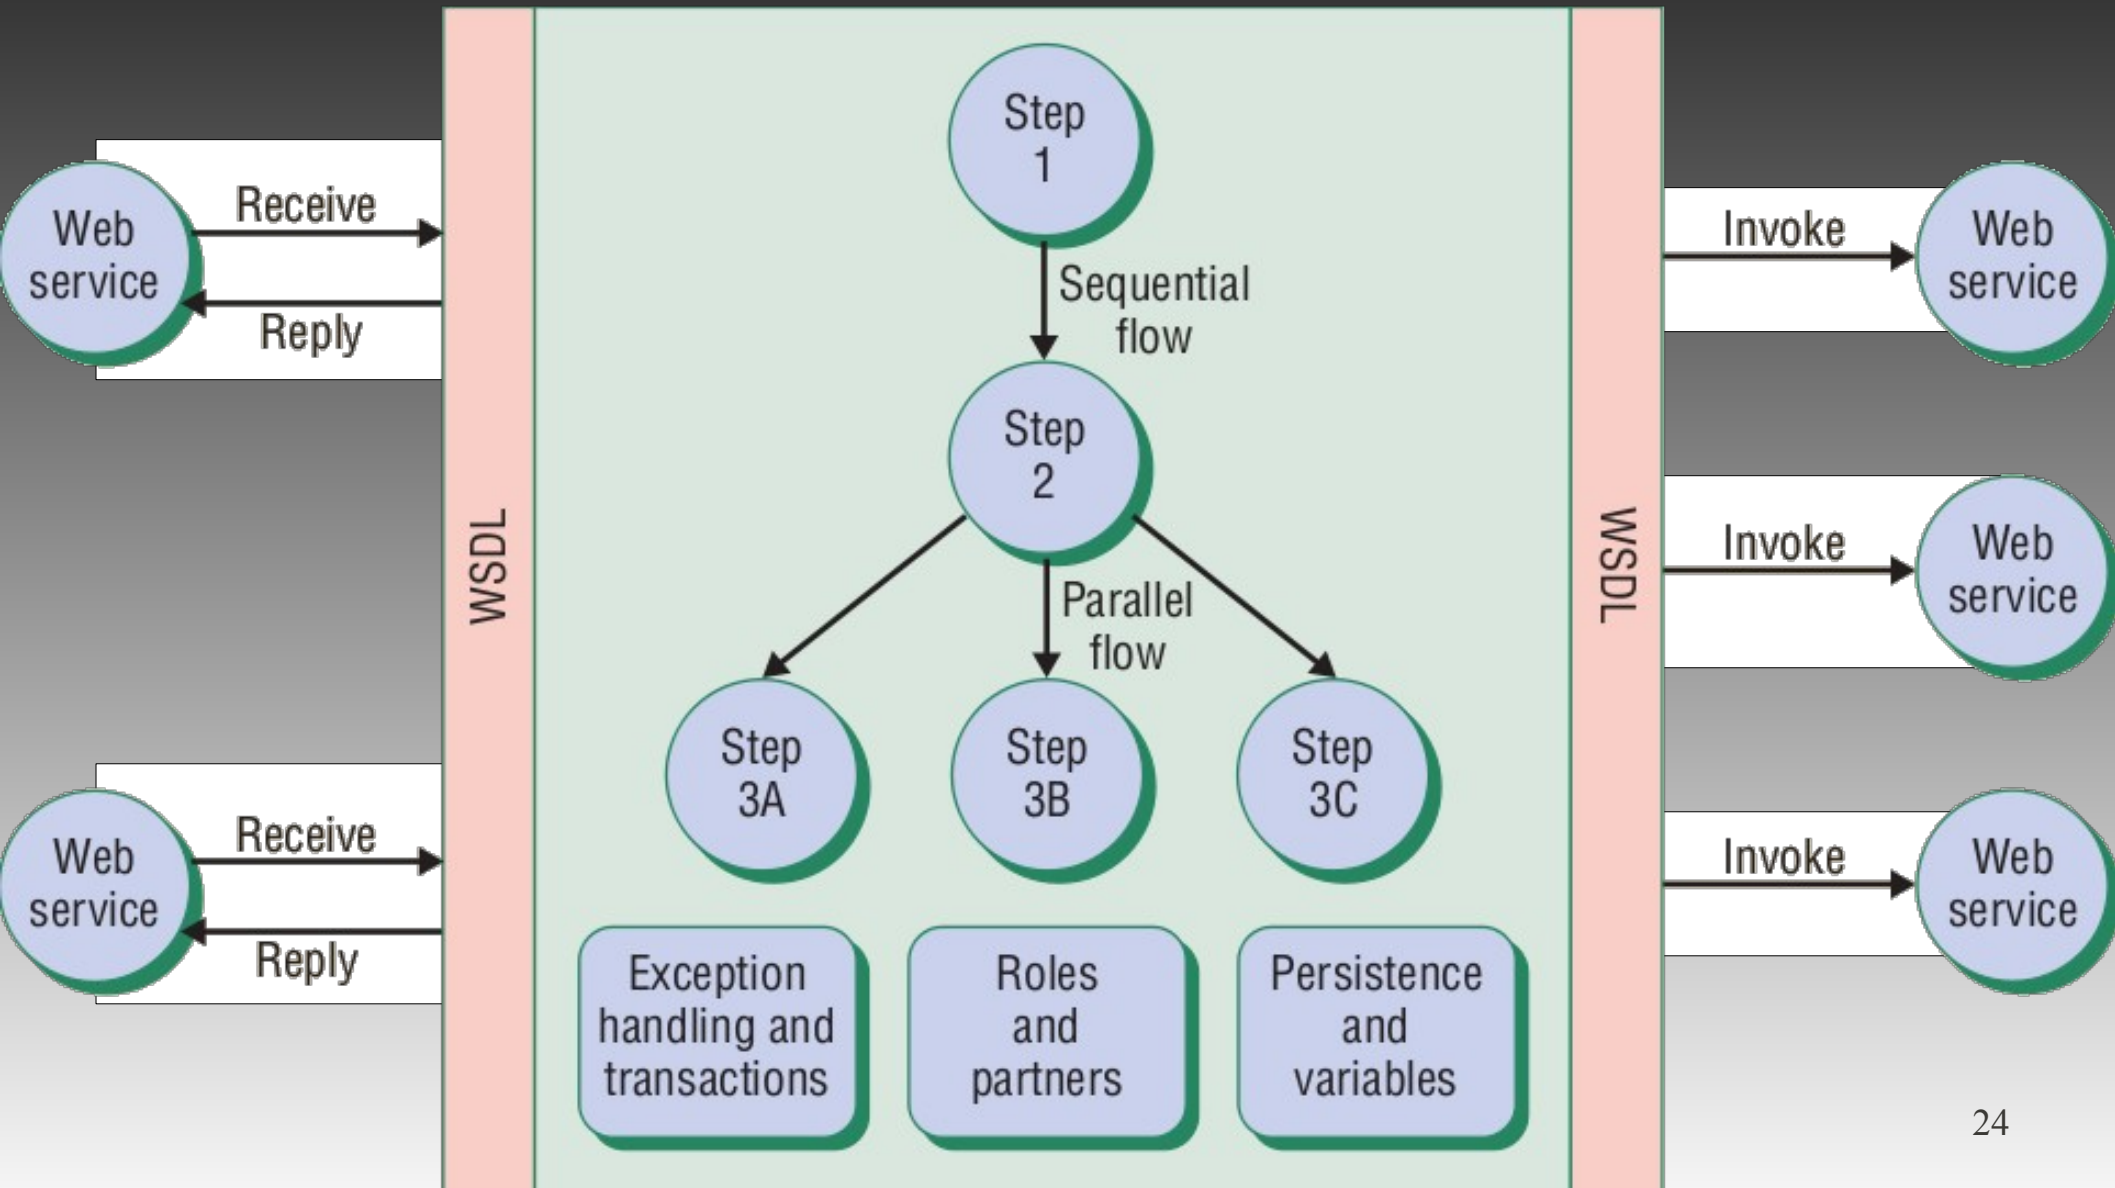 Web
service
Receive
Reply
Web
service
Receive
Reply
WSDL
Step
1
Sequential
flow
Step
2
Parallel
flow
Step
3A
Step
3B
Step
3C
Exception
handling and
transactions
Roles
and
partners
Persistence
and
variables
WSDL
Invoke
Web
service
Invoke
Web
service
Invoke
Web
service
24